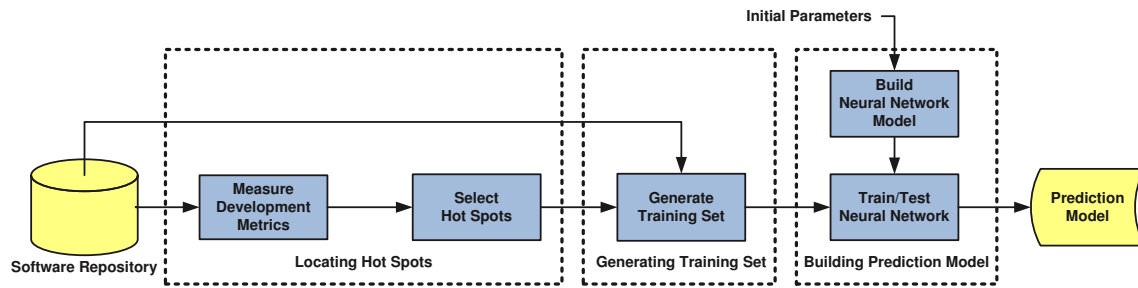 Initial Parameters
Build
Neural Network
Model
Measure
Development
Metrics
Select
Hot Spots
Generate
Training Set
Train/Test
Neural Network
Prediction
Model
Software Repository
Locating Hot Spots
Generating Training Set
Building Prediction Model